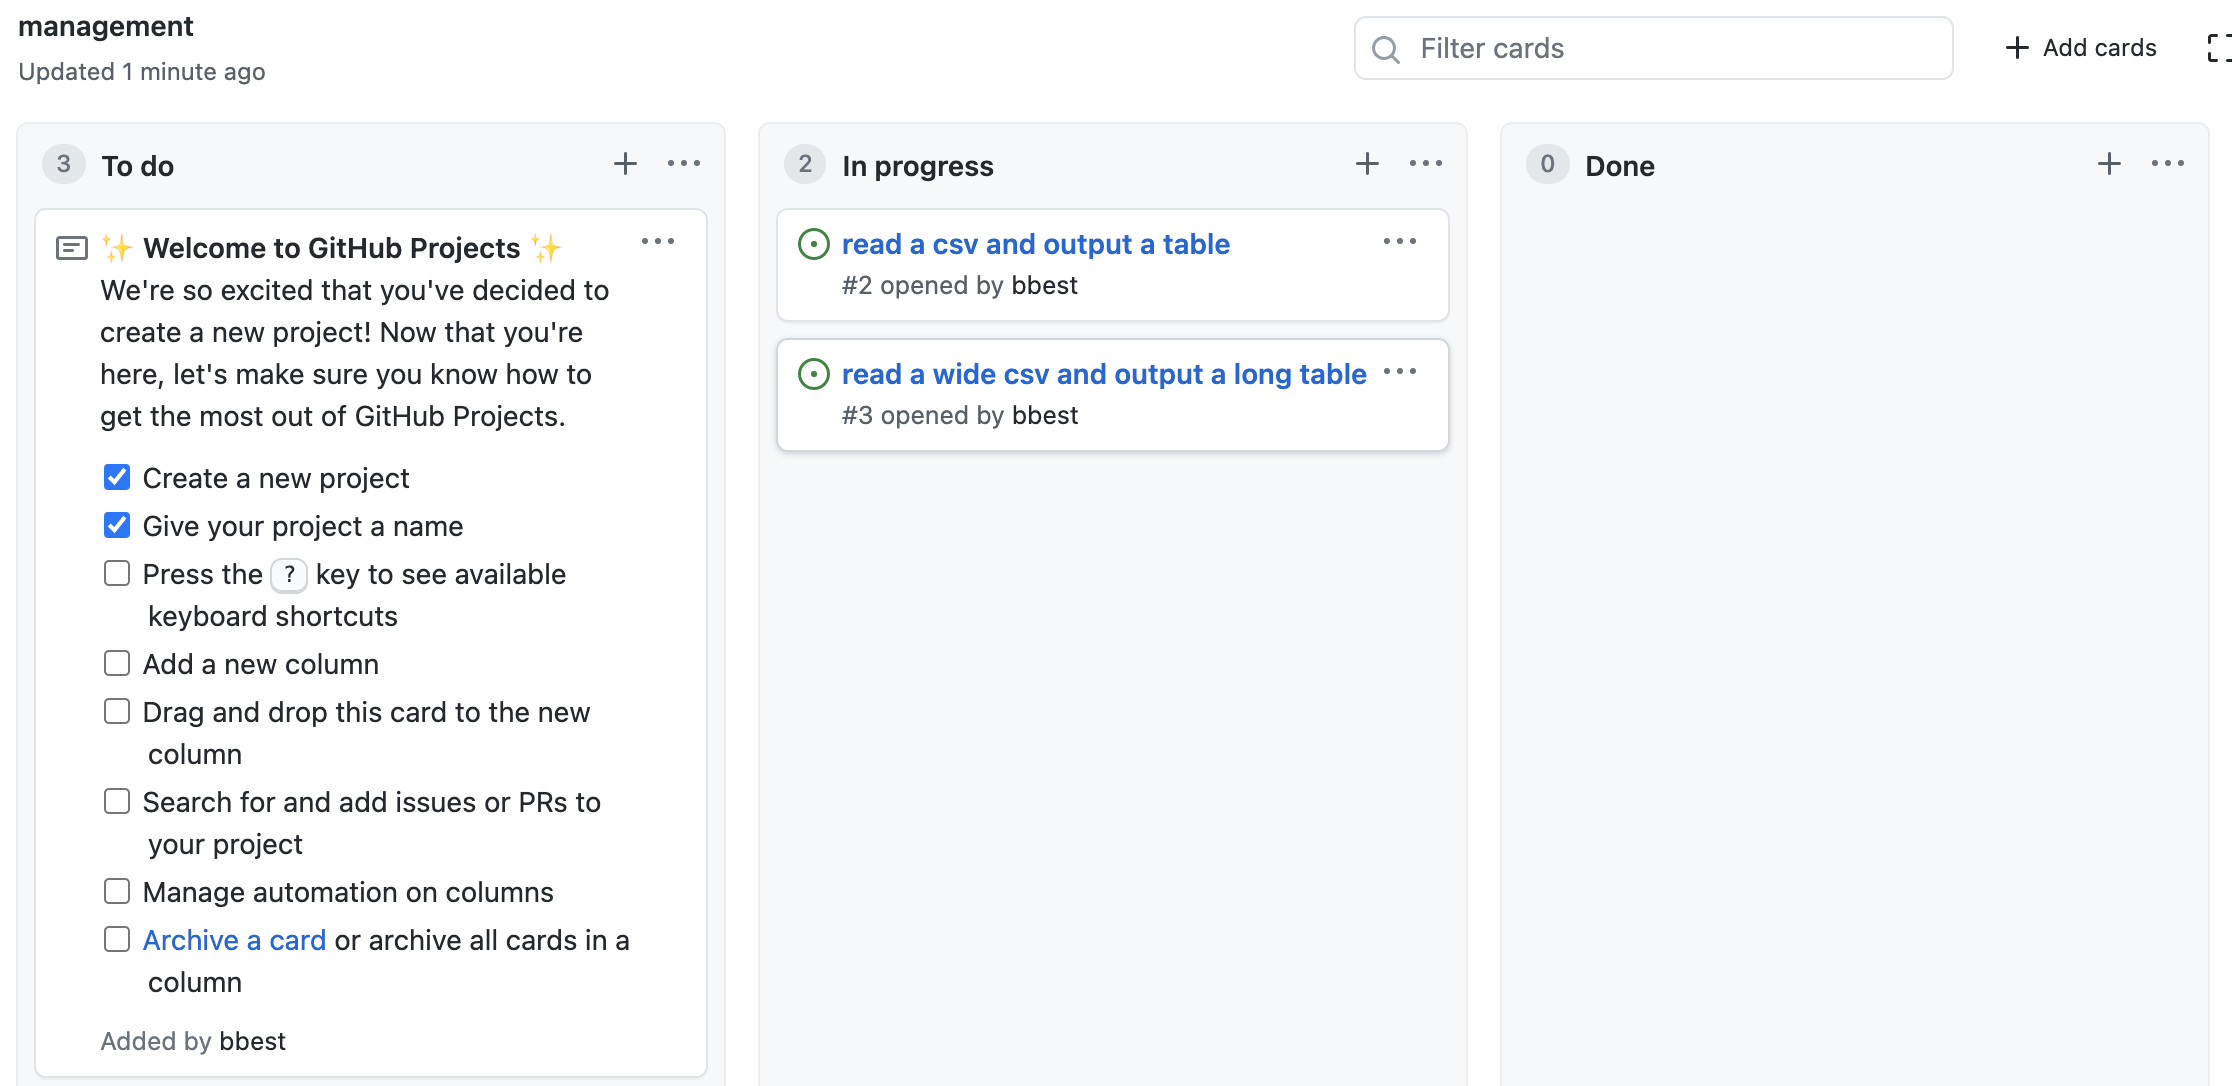 management
Updated 1 minute ago
Filter cards
+ Add cards
3 To do
✨ Welcome to GitHub Projects ✨
We're so excited that you've decided to
create a new project! Now that you're
here, let's make sure you know how to
get the most out of GitHub Projects.
Create a new project
Give your project a name
Press the ? key to see available
keyboard shortcuts
Add a new column
Drag and drop this card to the new
column
Search for and add issues or PRs to
your project
Manage automation on columns
Archive a card or archive all cards in a
column
Added by bbest
2 In progress
read a csv and output a table
#2 opened by bbest
read a wide csv and output a long table
#3 opened by bbest
0 Done